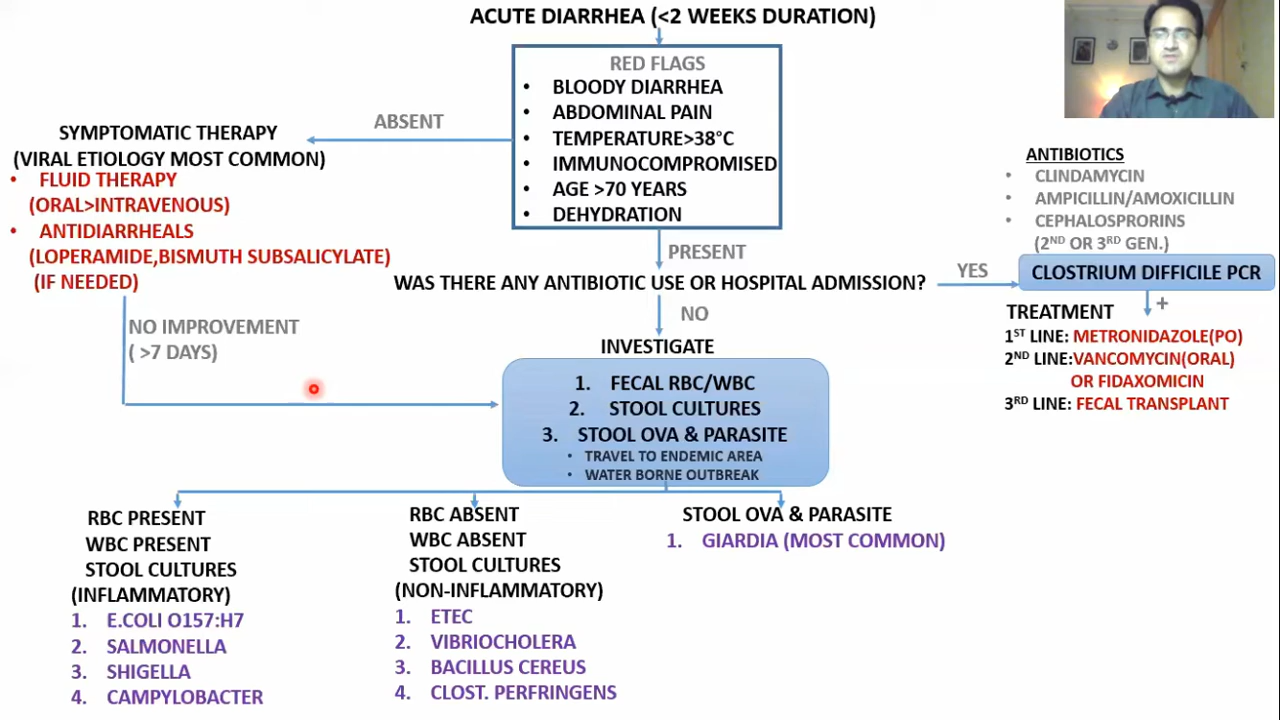 ACUTE DIARRHEA (<2 WEEKS DURATION)
RED FLAGS
• BLOODY DIARRHEA
• ABDOMINAL PAIN
• TEMPERATURE>38°C
• IMMUNOCOMPROMISED
• AGE >70 YEARS
• DEHYDRATION
ABSENT
SYMPTOMATIC THERAPY
(VIRAL ETIOLOGY MOST COMMON)
• FLUID THERAPY
(ORAL>INTRAVENOUS)
• ANTIDIARRHEALS
(LOPERAMIDE,BISMUTH SUBSALICYLATE)
(IF NEEDED)
NO IMPROVEMENT
( >7 DAYS)
PRESENT
WAS THERE ANY ANTIBIOTIC USE OR HOSPITAL ADMISSION?
YES
ANTIBIOTICS
• CLINDAMYCIN
• AMPICILLIN/AMOXICILLIN
• CEPHALOSPRORINS
(2ND OR 3RD GEN.)
CLOSTRIUM DIFFICILE PCR
+
TREATMENT
1ST LINE: METRONIDAZOLE(PO)
2ND LINE:VANCOMYCIN(ORAL)
OR FIDAXOMICIN
3RD LINE: FECAL TRANSPLANT
NO
INVESTIGATE
1. FECAL RBC/WBC
2. STOOL CULTURES
3. STOOL OVA & PARASITE
• TRAVEL TO ENDEMIC AREA
• WATER BORNE OUTBREAK
RBC PRESENT
WBC PRESENT
STOOL CULTURES
(INFLAMMATORY)
1. E.COLI O157:H7
2. SALMONELLA
3. SHIGELLA
4. CAMPYLOBACTER
RBC ABSENT
WBC ABSENT
STOOL CULTURES
(NON-INFLAMMATORY)
1. ETEC
2. VIBRIOCHOLERA
3. BACILLUS CEREUS
4. CLOST. PERFRINGENS
STOOL OVA & PARASITE
1. GIARDIA (MOST COMMON)